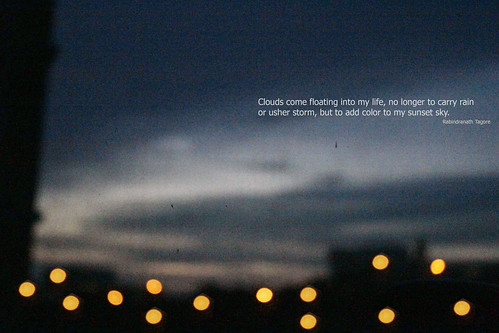 Clouds come floating into my life, no longer to carry rain
or usher storm, but to add color to my sunset sky.
Rabindranath Tagore